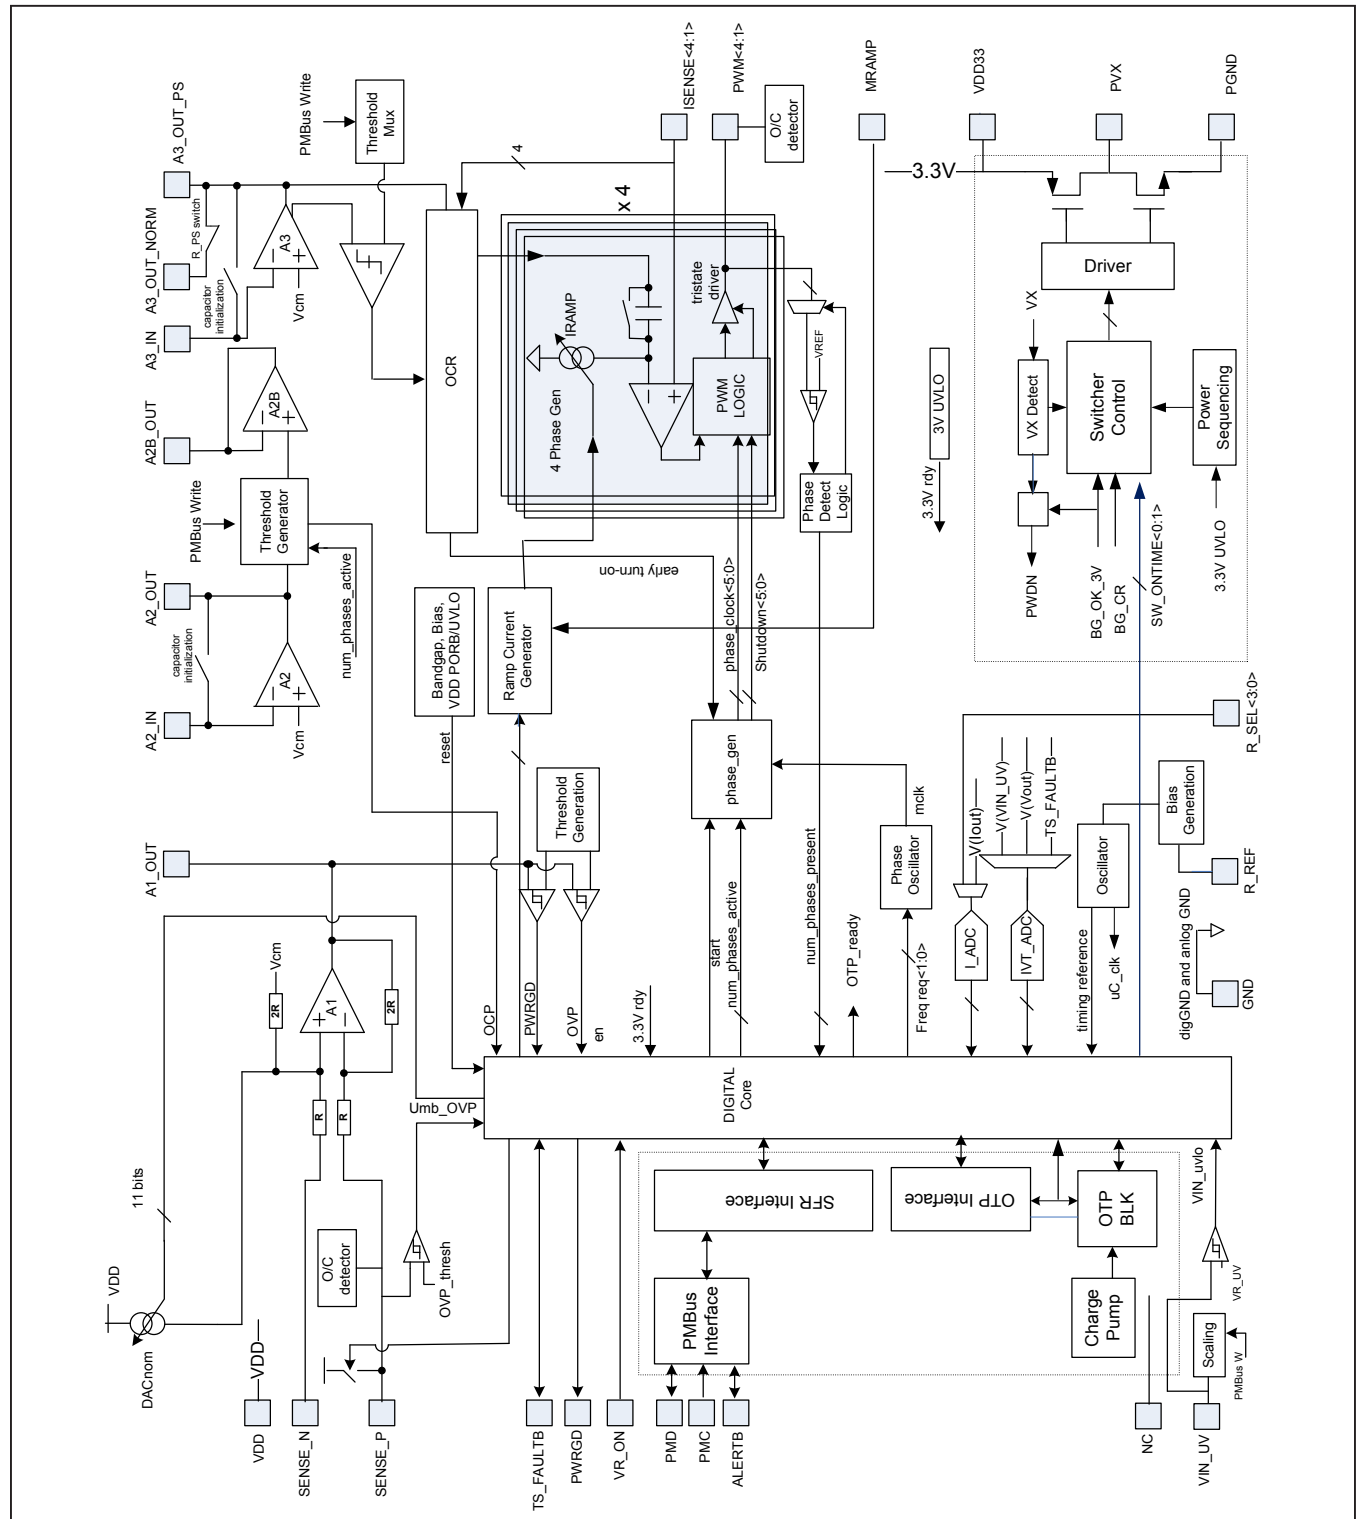 A3_OUT_PS
A3_OUT_NORM
A3_IN
R_PS switch
capacitor
initialization
A3
Vcm
PMBus Write
Threshold
Mux
ISENSE<4:1>
PWM<4:1>
O/C
detector
MRAMP
VDD33
PVX
PGND
A2B_OUT
A2B
PMBus Write
Threshold
Generator
num_phases_active
A2_OUT
A2_IN
capacitor
initialization
A2
Vcm
OCR
4
x 4
IRAMP
4 Phase Gen
tristate
driver
PWM
LOGIC
VREF
Phase
Detect
Logic
3.3V
Driver
VX
VX Detect
Switcher
Control
Power
Sequencing
PWDN
BG_OK_3V
BG_CR
SW_ONTIME<0:1>
3.3V UVLO
3V UVLO
3.3V rdy
early turn-on
phase_clock<5:0>
Shutdown<5:0>
Bandgap, Bias,
VDD PORB/UVLO
Ramp Current
Generator
reset
phase_gen
mclk
R_SEL<3:0>
A1_OUT
Threshold
Generation
start
num_phases_active
num_phases_present
OTP_ready
Phase
Oscillator
Freq req<1:0>
V(Iout)
V(VIN_UV)
V(Vout)
TS_FAULTB
I_ADC
IVT_ADC
Oscillator
Bias
Generation
R_REF
timing reference
uC_clk
digGND and anlog GND
GND
Vcm
2R
2R
A1
R
R
OCP
PWRGD
OVP
en
3.3V rdy
DIGITAL
Core
Umb_OVP
11 bits
VDD
DACnom
VDD
VDD
SENSE_N
SENSE_P
O/C
detector
OVP_thresh
TS_FAULTB
PWRGD
VR_ON
PMD
PMC
ALERTB
PMBus
Interface
SFR Interface
OTP Interface
OTP
BLK
Charge
Pump
NC
VIN_UV
VIN_uvlo
VR_UV
Scaling
PMBus W